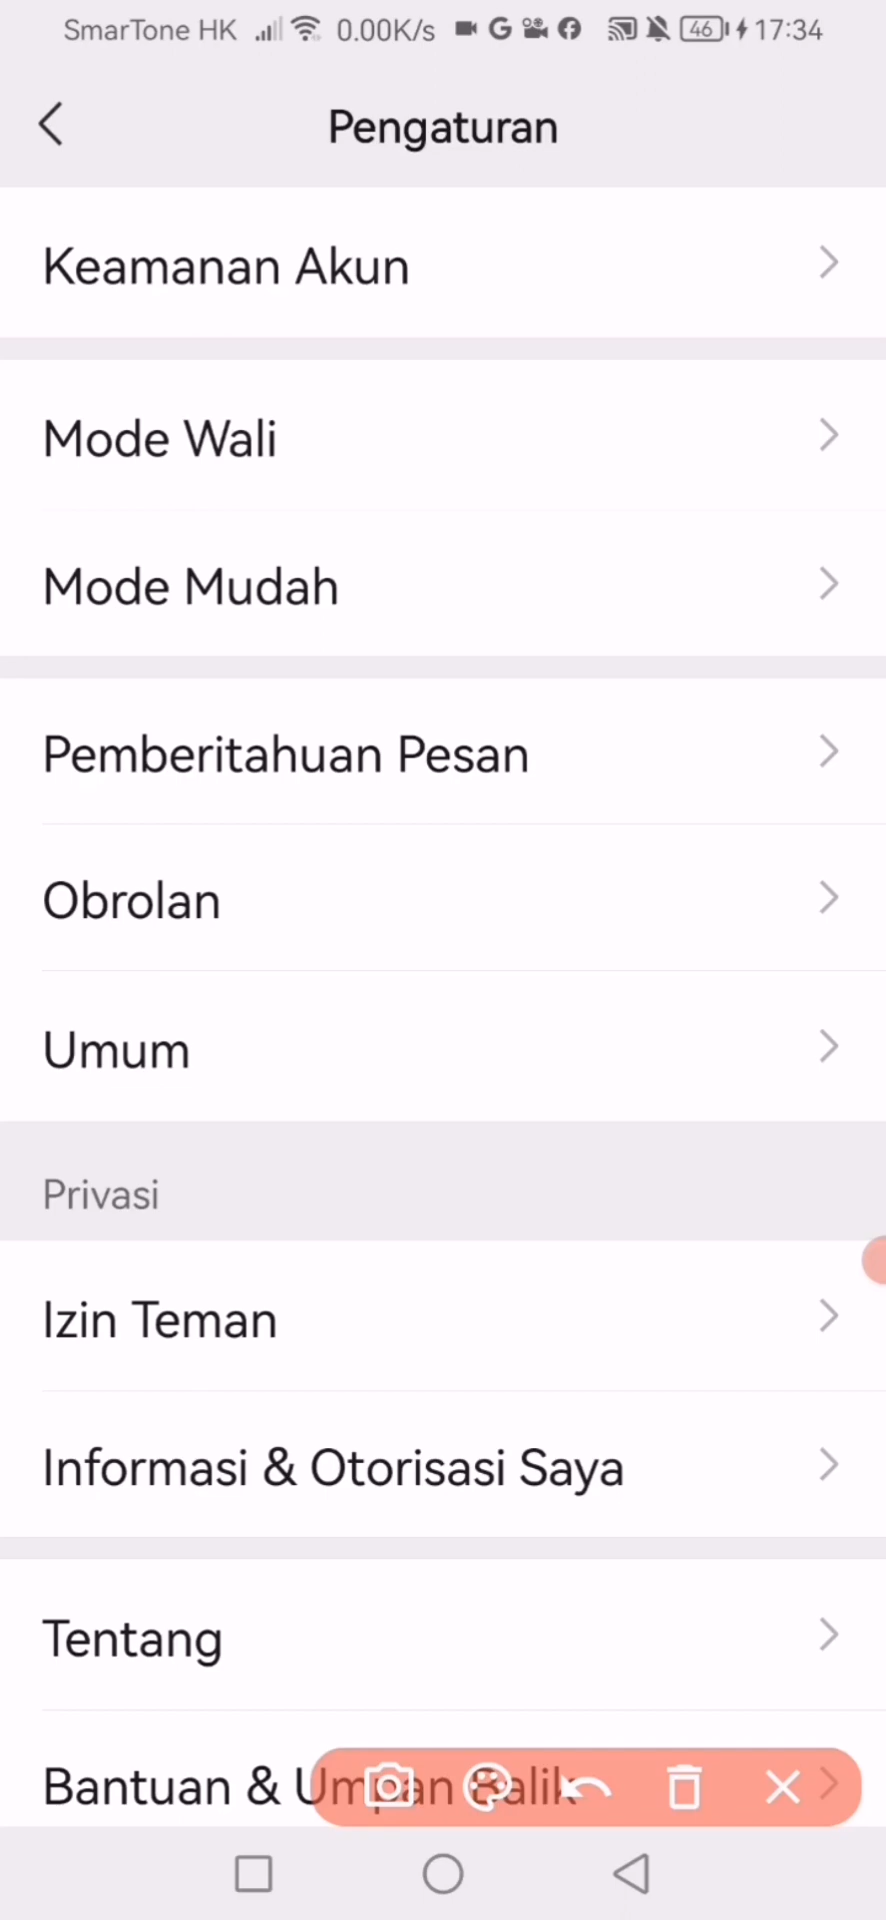 SmarTone HK 0.00K/s 46 17:34
Pengaturan
Keamanan Akun
Mode Wali
Mode Mudah
Pemberitahuan Pesan
Obrolan
Umum
Privasi
Izin Teman
Informasi & Otorisasi Saya
Tentang
Bantuan & Umpan Balik